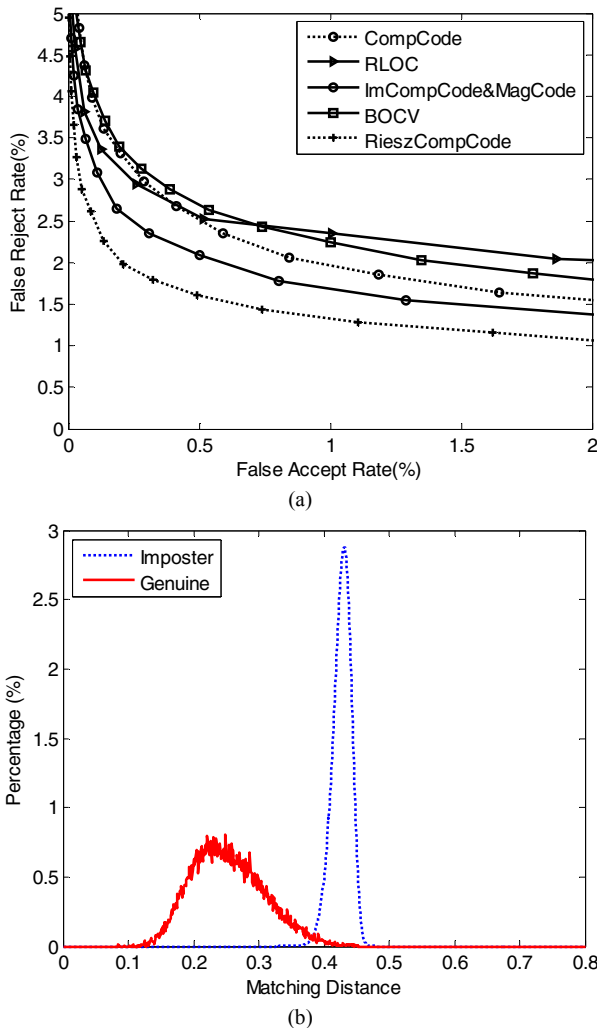 5
4.5
4
3.5
3
2.5
2
1.5
1
0.5
0
False Reject Rate(%)
CompCode
RLOC
ImCompCode&MagCode
BOCV
RieszCompCode
0 0.5 1 1.5 2
False Accept Rate(%)
(a)
3
2.5
2
1.5
1
0.5
0
Percentage (%)
Imposter
Genuine
0 0.1 0.2 0.3 0.4 0.5 0.6 0.7 0.8
Matching Distance
(b)